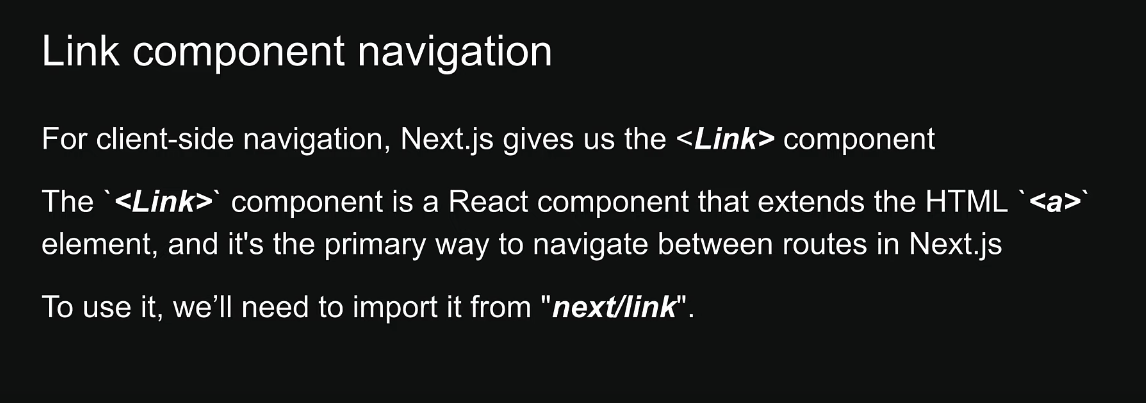 Link component navigation
For client-side navigation, Next.js gives us the <Link> component
The `<Link>` component is a React component that extends the HTML `<a>`
element, and it's the primary way to navigate between routes in Next.js
To use it, we’ll need to import it from "next/link".